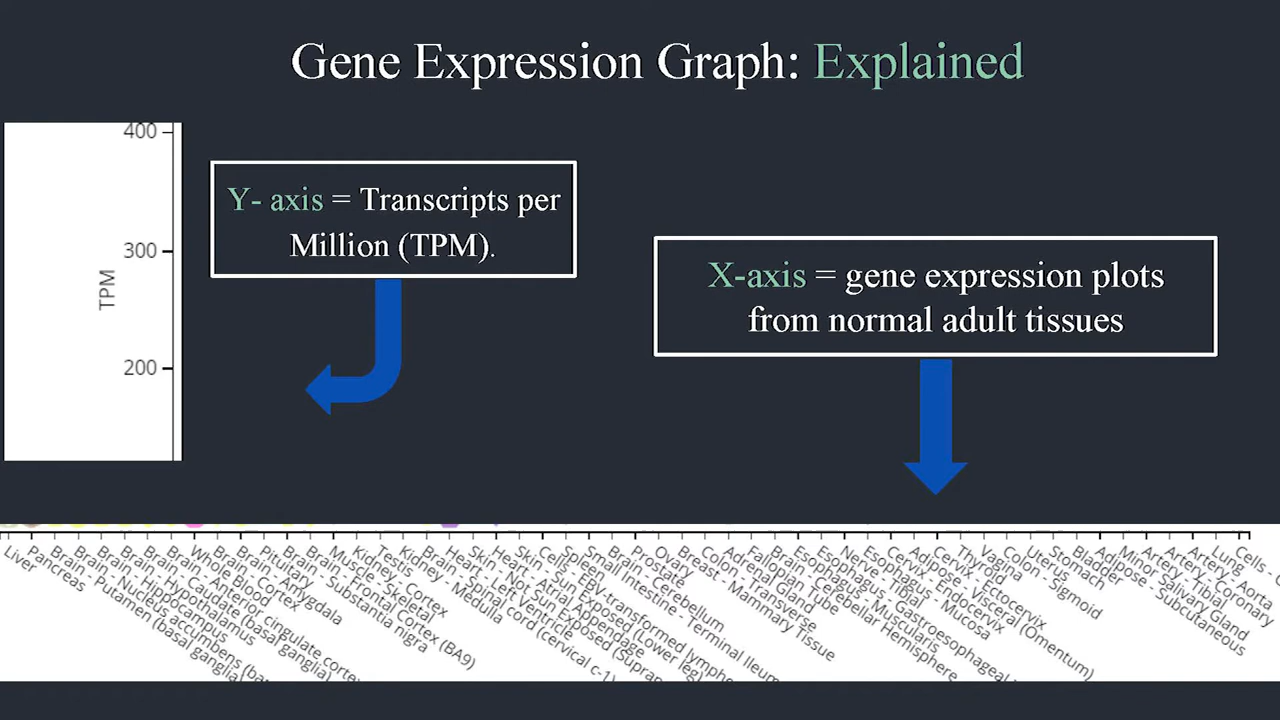 Gene Expression Graph: Explained
400
300
200
TPM
Y- axis = Transcripts per
Million (TPM).
X-axis = gene expression plots
from normal adult tissues
Liver
Pancreas
Brain - Putamen (basal ganglia)
Brain - Nucleus accumbens (ba
Brain - Hippocampus
Brain - Hypothalamus
Brain - Caudate (basal ganglia)
Brain - Anterior cingulate corte
Whole Blood
Brain - Cortex
Pituitary
Brain - Amygdala
Brain - Substantia nigra
Brain - Frontal Cortex (BA9)
Muscle - Skeletal
Kidney - Cortex
Testis
Kidney - Medulla
Brain - Spinal cord (cervical c-1)
Heart - Left Ventricle
Skin - Not Sun Exposed (Suprap
Heart - Atrial Appendage
Skin - Sun Exposed (Lower leg)
Cells - EBV-transformed lympho
Spleen
Small Intestine - Terminal Ileum
Brain - Cerebellum
Prostate
Ovary
Breast - Mammary Tissue
Colon - Transverse
Adrenal Gland
Fallopian Tube
Brain - Cerebellar Hemisphere
Esophagus - Muscularis
Esophagus - Gastroesophageal
Nerve - Tibial
Esophagus - Mucosa
Cervix - Endocervix
Adipose - Visceral (Omentum)
Cervix - Ectocervix
Thyroid
Vagina
Colon - Sigmoid
Uterus
Stomach
Bladder
Adipose - Subcutaneous
Minor Salivary Gland
Artery - Tibial
Artery - Coronary
Artery - Aorta
Lung
Cells -